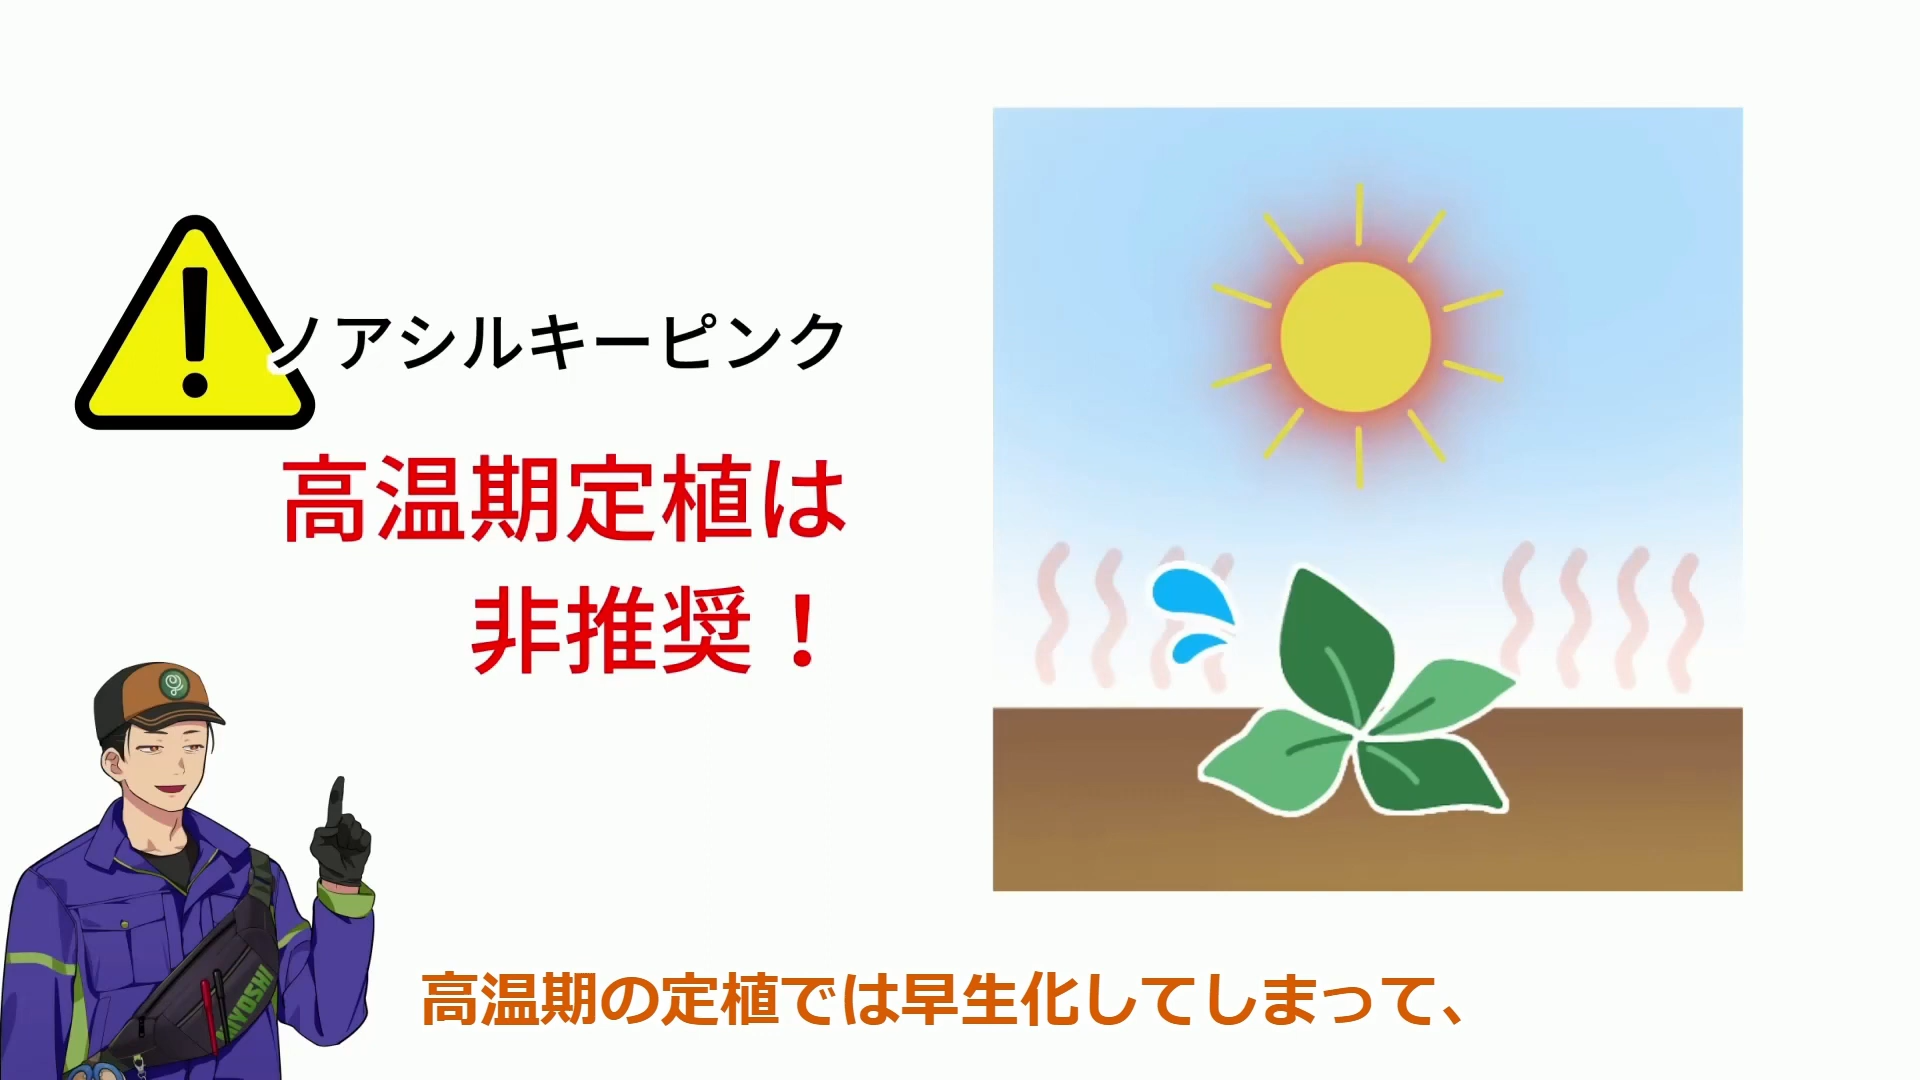 ノアシルキーピンク
高温期定植は
非推奨！
MIYOSHI
高温期の定植では早生化してしまって、